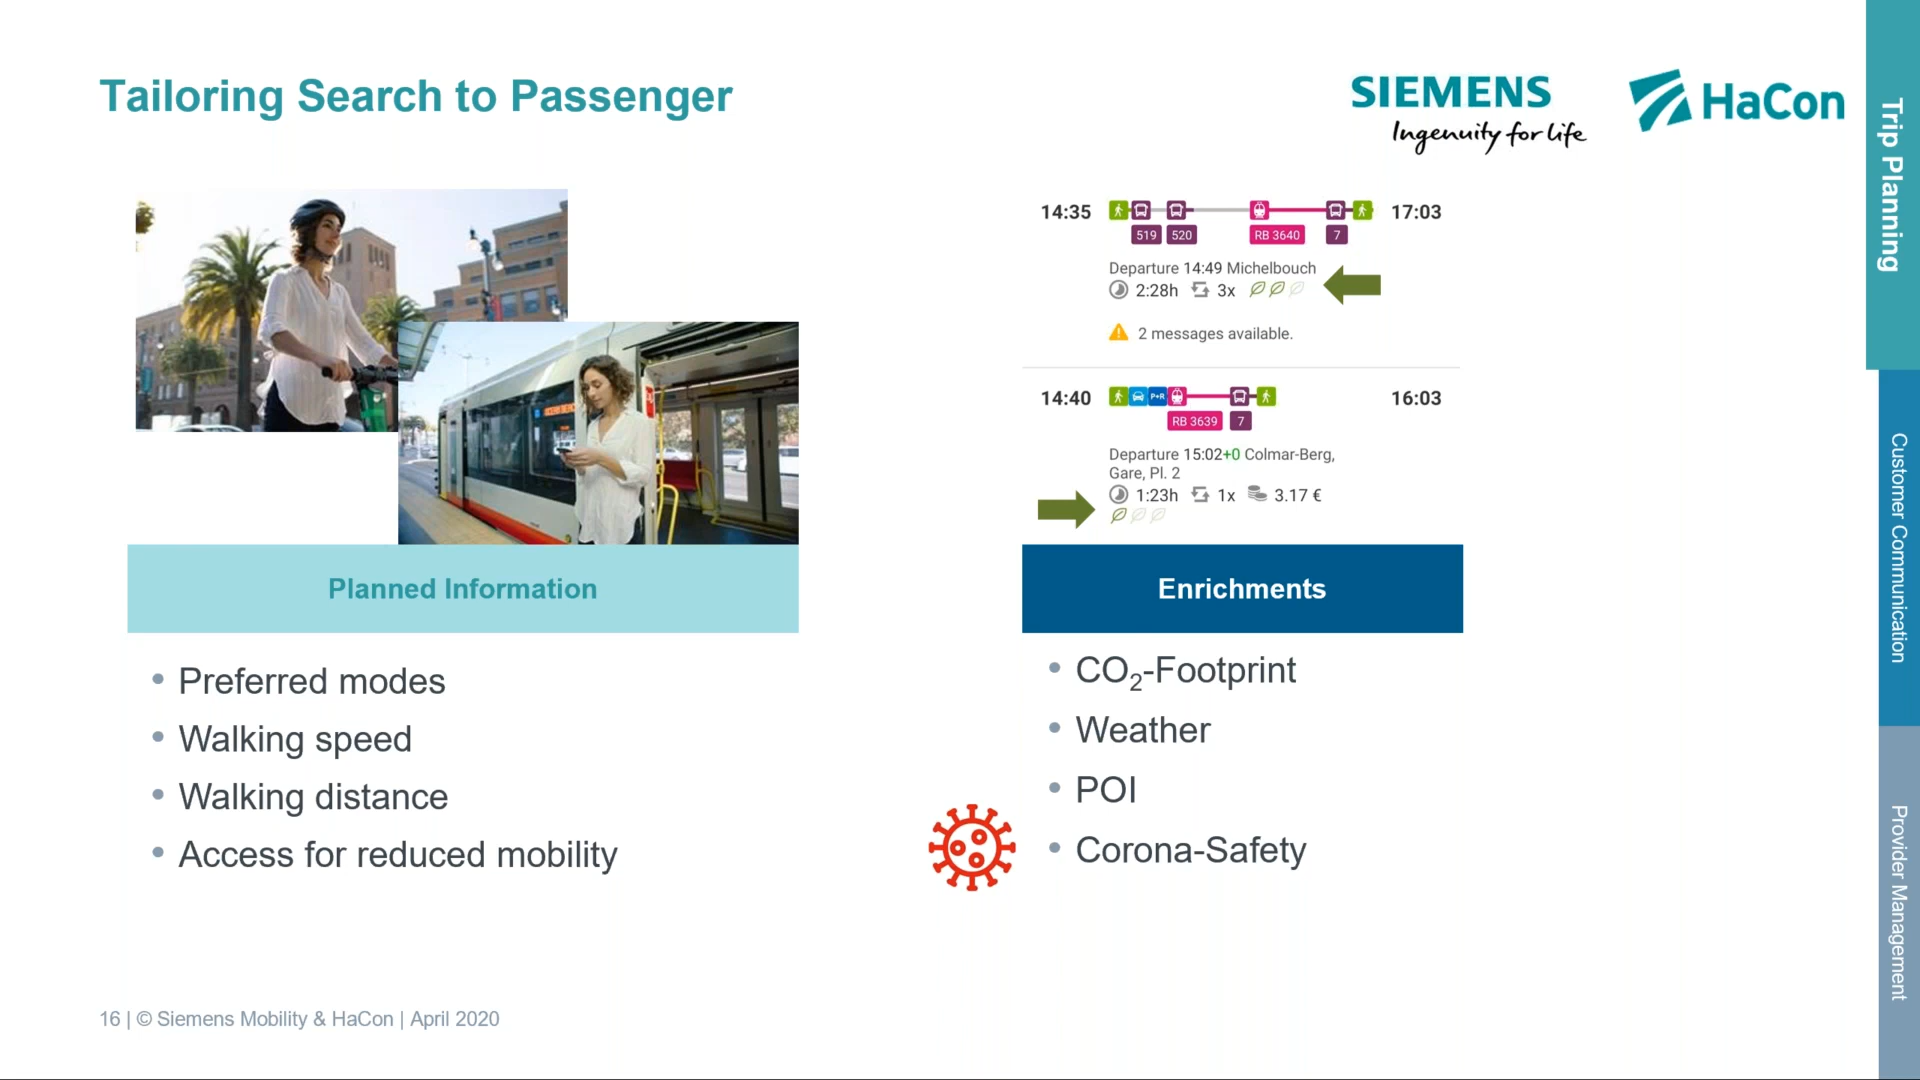 Tailoring Search to Passenger
SIEMENS
Ingenuity for life
HaCon
Trip Planning
Customer Communication
Provider Management
14:35
17:03
519 520 RB 3640 7
Departure 14:49 Michelbouch
2:28h 3x
2 messages available.
14:40
P+R
16:03
RB 3639 7
Departure 15:02+0 Colmar-Berg,
Gare, Pl. 2
1:23h 1x 3.17 €
Planned Information
• Preferred modes
• Walking speed
• Walking distance
• Access for reduced mobility
Enrichments
• CO₂-Footprint
• Weather
• POI
• Corona-Safety
16 | © Siemens Mobility & HaCon | April 2020